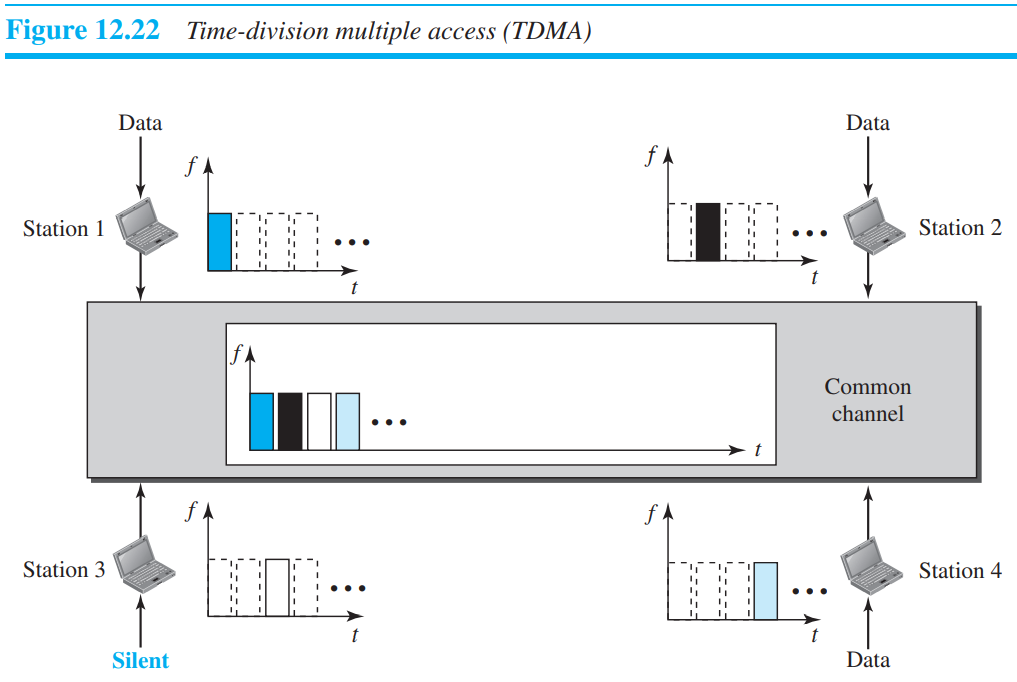 Figure 12.22 Time-division multiple access (TDMA)
Data
Data
f
f
Station 1
Station 2
• • •
• • •
t
t
f
Common
channel
• • •
t
f
f
Station 3
Station 4
• • •
• • •
t
t
Silent
Data